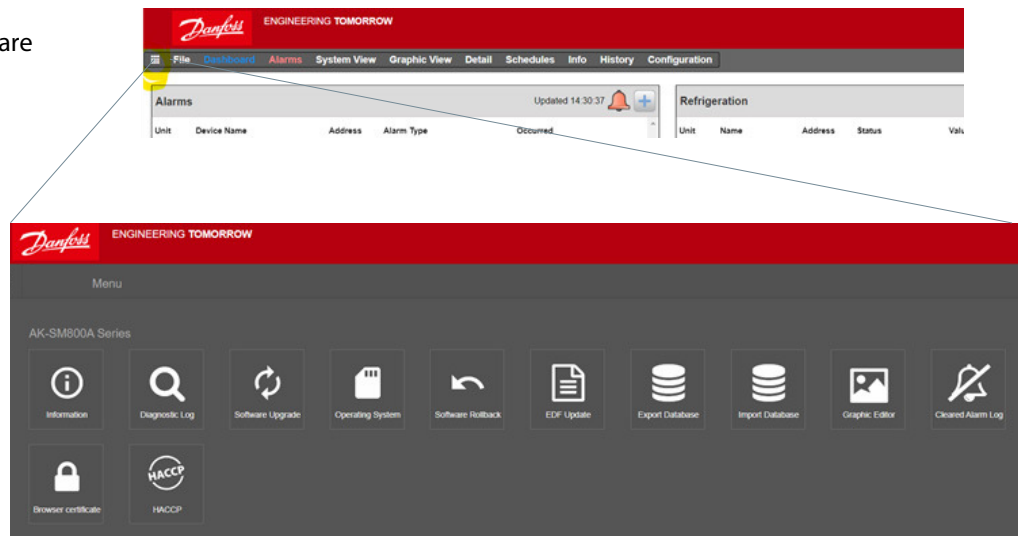 are
Danfoss ENGINEERING TOMORROW
File Dashboard Alarms System View Graphic View Detail Schedules Info History Configuration
Alarms Updated 14:30:37 Refrigeration
Unit Device Name Address Alarm Type Occurred Unit Name Address Status Valu
Danfoss ENGINEERING TOMORROW
Menu
AK-SM800A Series
Information Diagnostic Log Software Upgrade Operating System Software Rollback EDF Update Export Database Import Database Graphic Editor Cleared Alarm Log
HACCP
Browser certificate HACCP